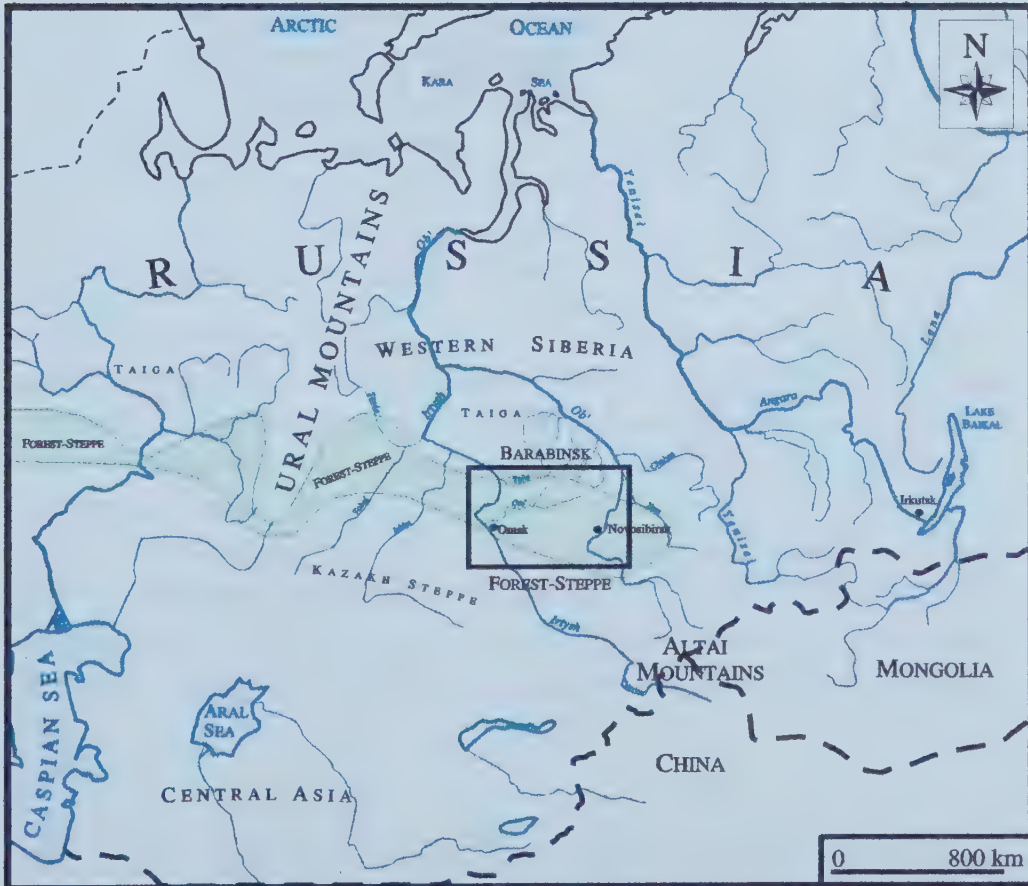 ARCTIC OCEAN
N
KARA SEA
Yenisei
Ob'
RUSSIA
URAL MOUNTAINS
Lena
WESTERN SIBERIA
TAIGA
Irtysh
TAIGA
Ob'
Angara
LAKE
BAIKAL
FOREST-STEPPE
FOREST-STEPPE
BARABINSK
Irkutsk
Omsk
Novosibirsk
Yenisei
KAZAKH STEPPE
FOREST-STEPPE
Irtysh
ALTAI
MOUNTAINS
MONGOLIA
CASPIAN SEA
ARAL
SEA
CHINA
CENTRAL ASIA
0 800 km